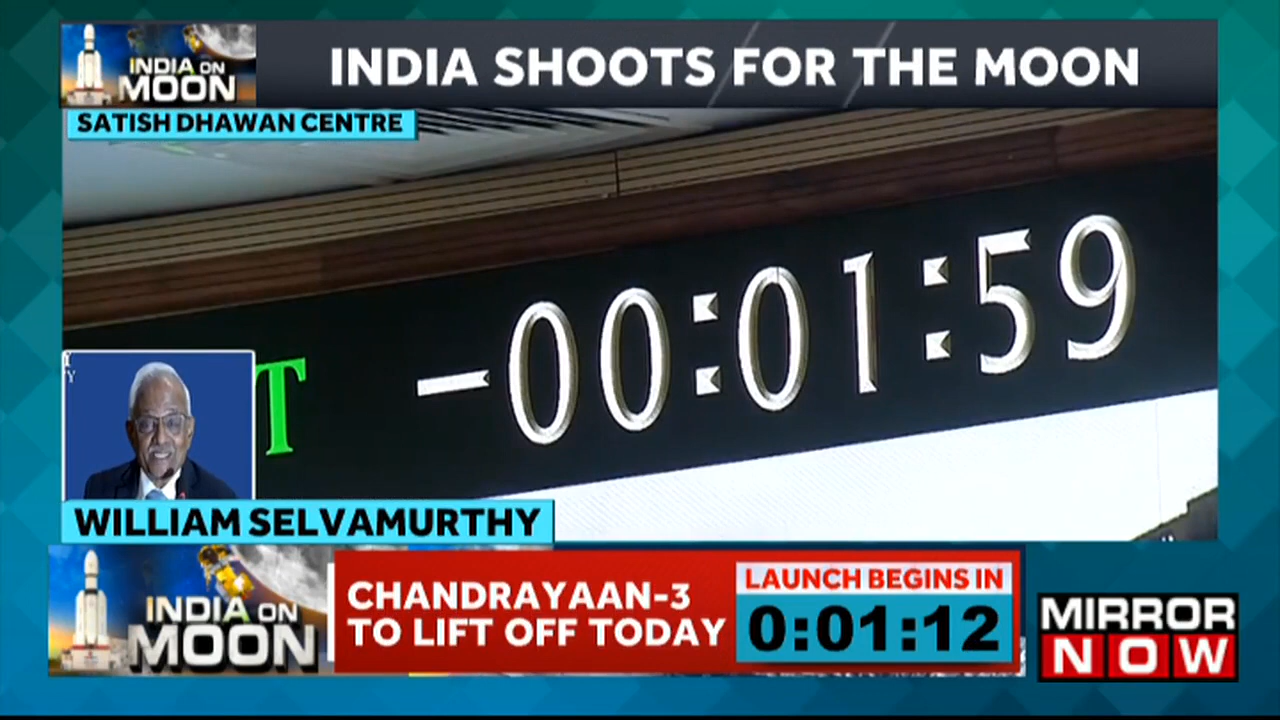 INDIA ON
MOON
INDIA SHOOTS FOR THE MOON
SATISH DHAWAN CENTRE
T -00:01:59
Y
WILLIAM SELVAMURTHY
INDIA ON
MOON
CHANDRAYAAN-3
TO LIFT OFF TODAY
LAUNCH BEGINS IN
0:01:12
MIRROR
NOW